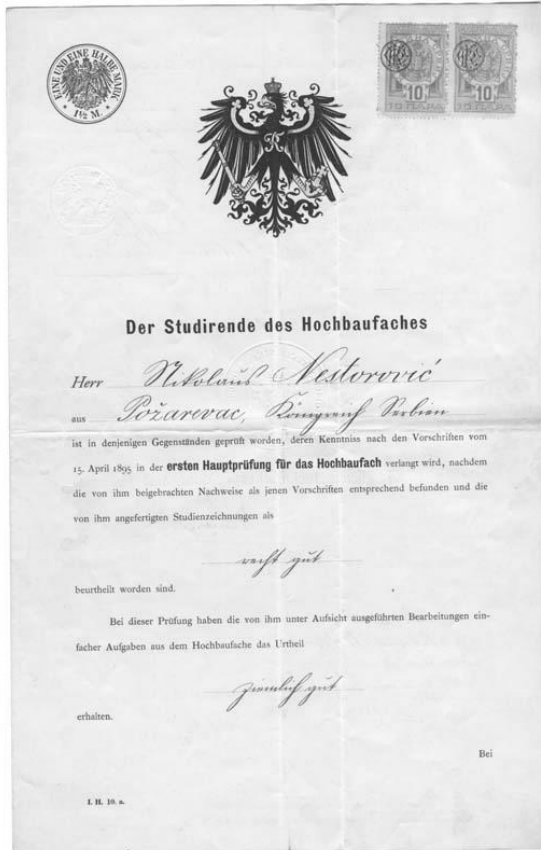 EINE UND EINE HALBE MARK
1½ M.
10
10 ПАРА
10
10 ПАРА
Der Studirende des Hochbaufaches
Herr Nikolaus Nestorović
aus Požarevac, Königreich Serbien
ist in denjenigen Gegenständen geprüft worden, deren Kenntniss nach den Vorschriften vom
15. April 1895 in der ersten Hauptprüfung für das Hochbaufach verlangt wird, nachdem
die von ihm beigebrachten Nachweise als jenen Vorschriften entsprechend befunden und die
von ihm angefertigten Studienzeichnungen als
recht gut
beurtheilt worden sind.
Bei dieser Prüfung haben die von ihm unter Aufsicht ausgeführten Bearbeitungen ein-
facher Aufgaben aus dem Hochbaufache das Urtheil
ziemlich gut
erhalten.
Bei
I. H. 10. a.